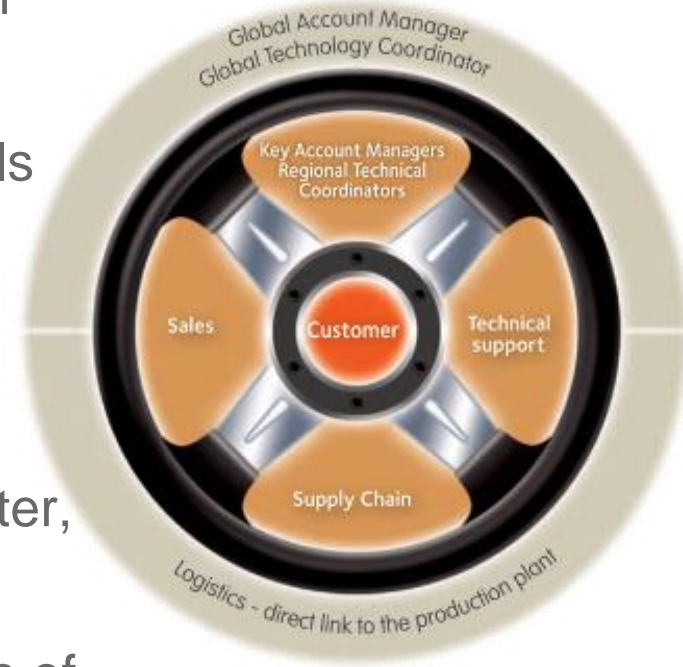 Global Account Manager
Global Technology Coordinator
Key Account Managers
Regional Technical
Coordinators
Sales
Customer
Technical
support
Supply Chain
ter,
Logistics - direct link to the production plant